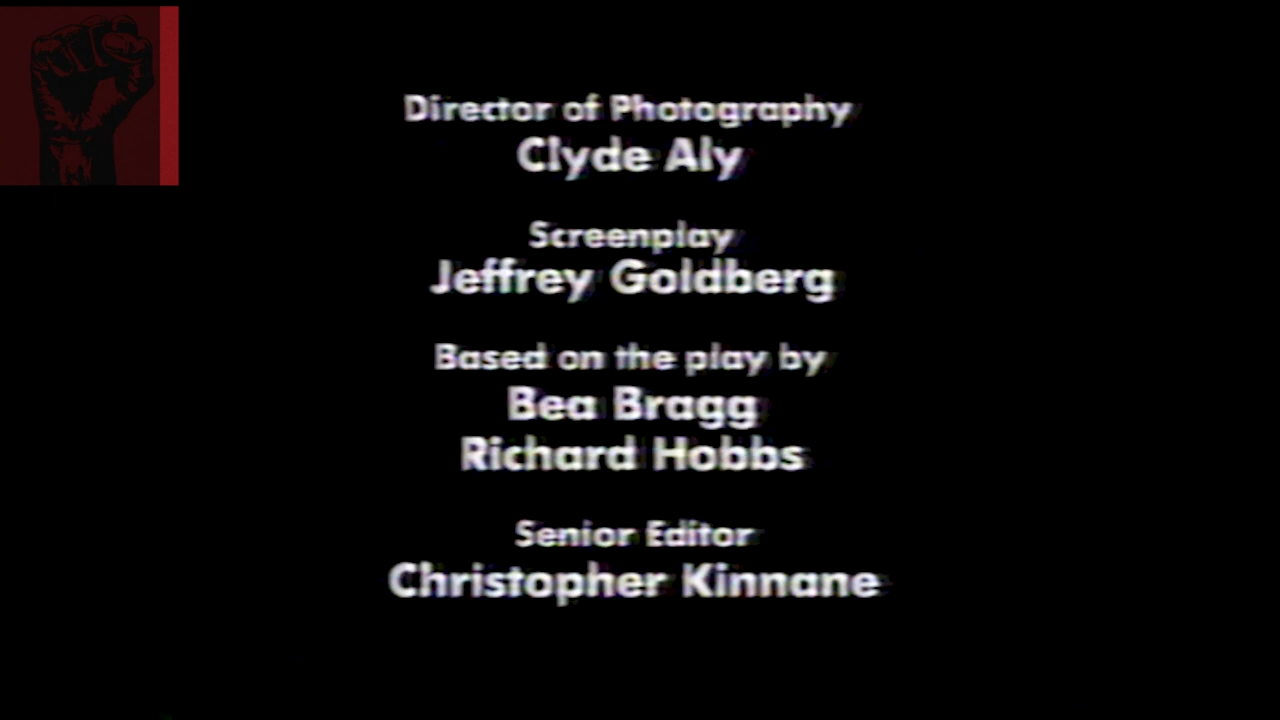 Director of Photography
Clyde Aly
Screenplay
Jeffrey Goldberg
Based on the play by
Bea Bragg
Richard Hobbs
Senior Editor
Christopher Kinnane